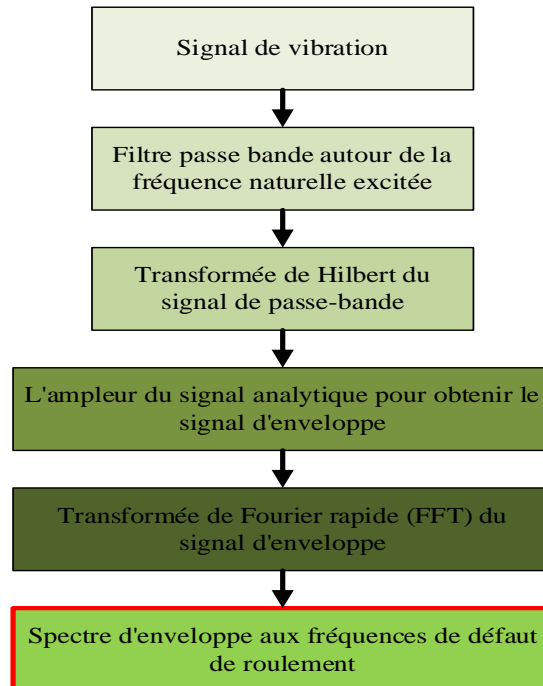 Signal de vibration
Filtre passe bande autour de la
fréquence naturelle excitée
Transformée de Hilbert du
signal de passe-bande
L'ampleur du signal analytique pour obtenir le
signal d'enveloppe
Transformée de Fourier rapide (FFT) du
signal d'enveloppe
Spectre d'enveloppe aux fréquences de défaut
de roulement